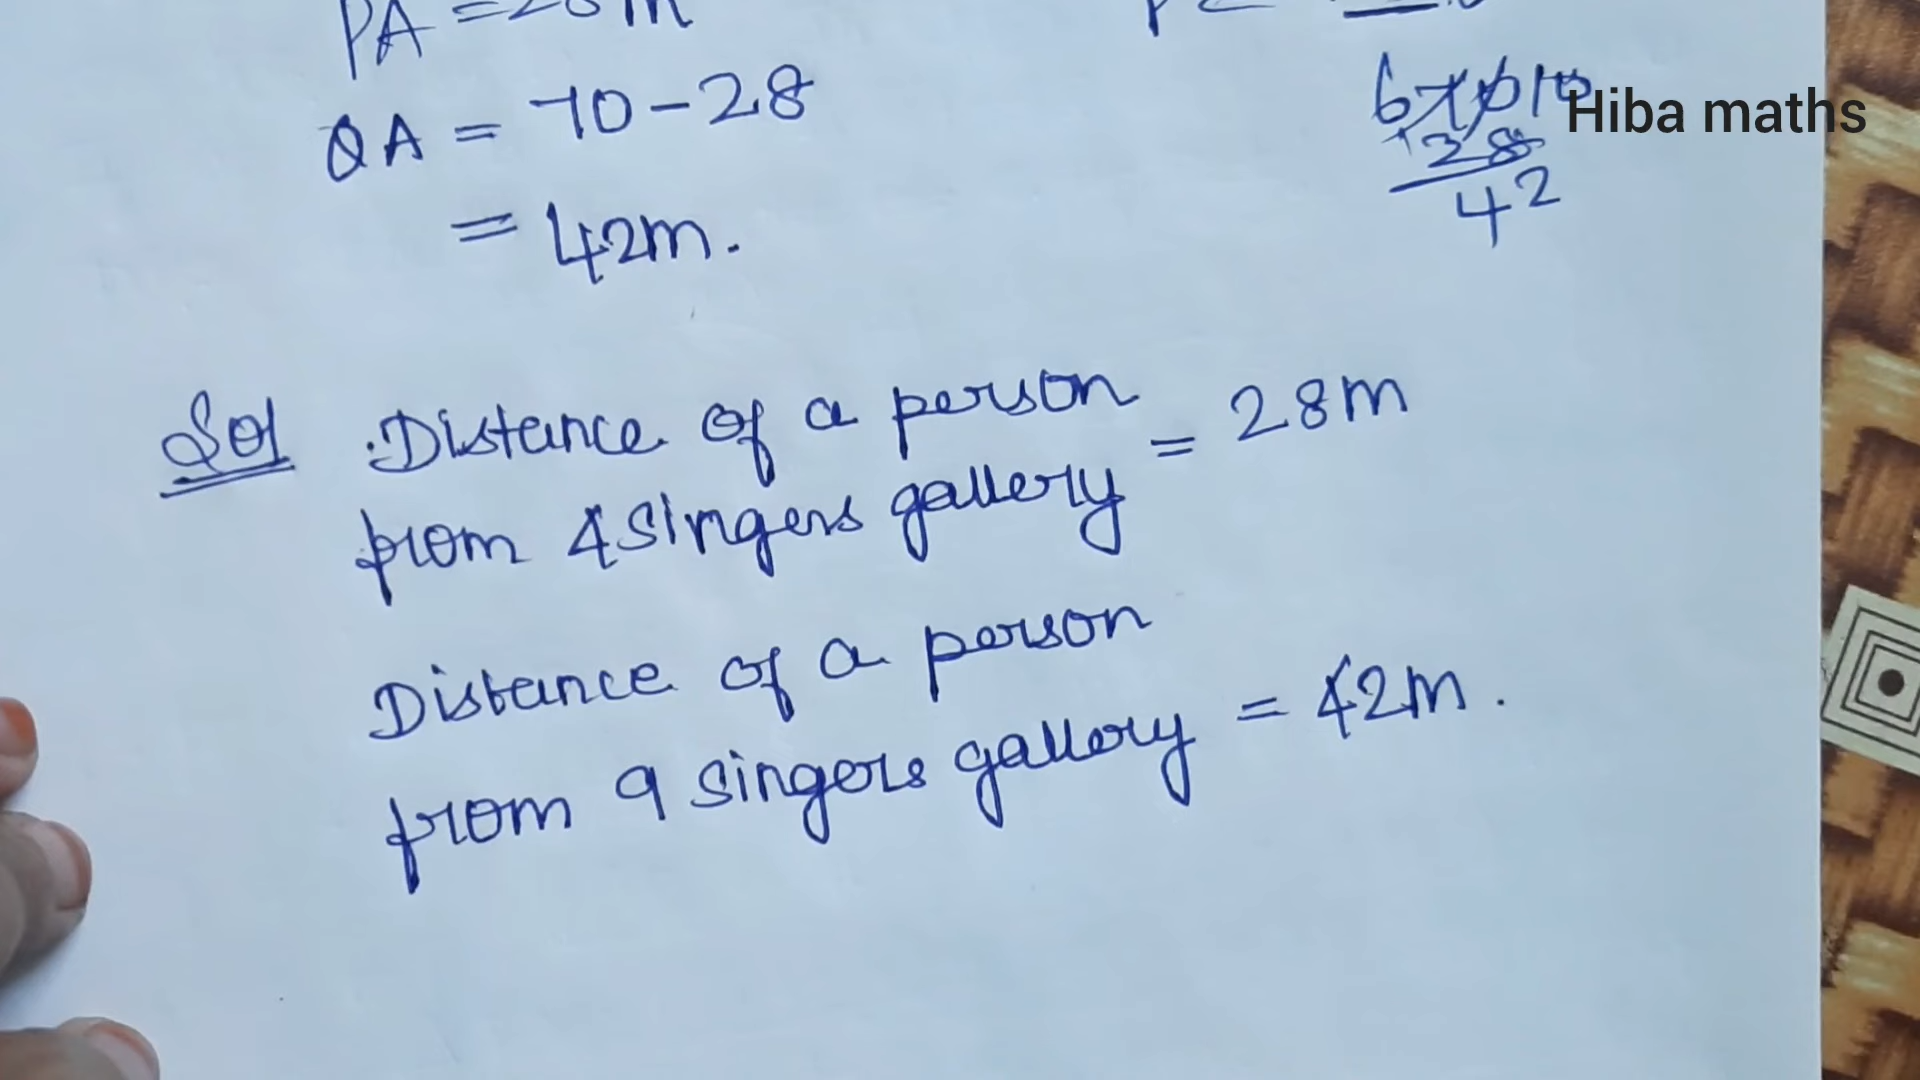 PA = 28m
QA = 70 - 28
= 42m.
28
42
Hiba maths
Sol Distance of a person
from 4 singers gallery = 28m
Distance of a person
from 9 singers gallery = 42m.